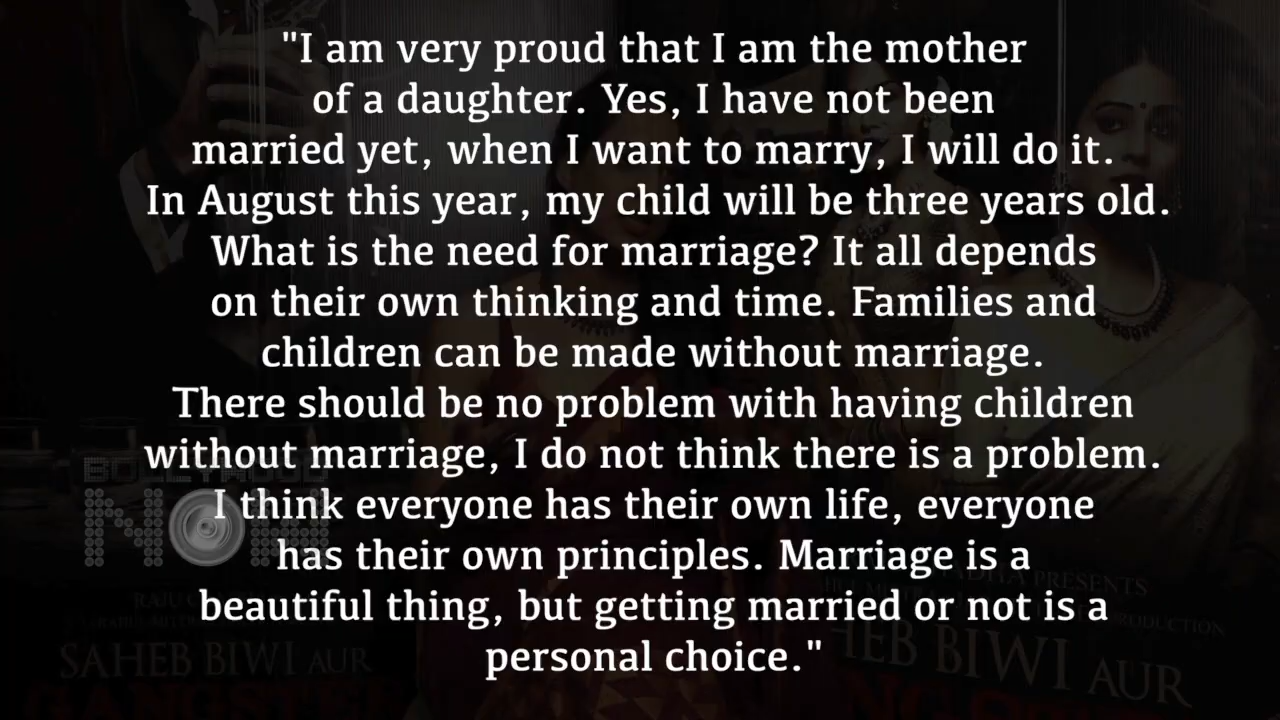 "I am very proud that I am the mother
of a daughter. Yes, I have not been
married yet, when I want to marry, I will do it.
In August this year, my child will be three years old.
What is the need for marriage? It all depends
on their own thinking and time. Families and
children can be made without marriage.
There should be no problem with having children
without marriage, I do not think there is a problem.
I think everyone has their own life, everyone
has their own principles. Marriage is a
beautiful thing, but getting married or not is a
personal choice."
BOLLYWOOD
NOW
SAHEB BIWI AUR
GANGSTER
PRESENTS
PRODUCTION
HEB BIWI AUR